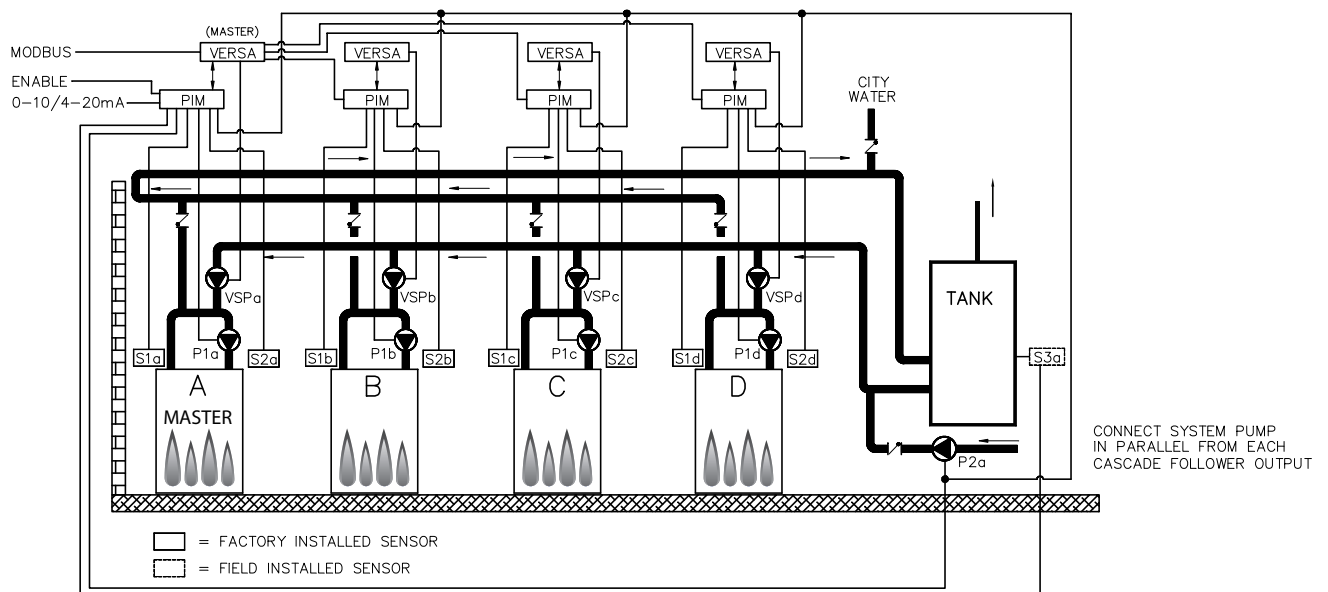 (MASTER)
MODBUS
VERSA
VERSA
VERSA
VERSA
ENABLE
0-10/4-20mA
PIM
PIM
PIM
PIM
CITY
WATER
VSPa
VSPb
VSPc
VSPd
TANK
S1a
P1a
S2a
S1b
P1b
S2b
S1c
P1c
S2c
S1d
P1d
S2d
S3a
A
MASTER
B
C
D
P2a
CONNECT SYSTEM PUMP
IN PARALLEL FROM EACH
CASCADE FOLLOWER OUTPUT
= FACTORY INSTALLED SENSOR
= FIELD INSTALLED SENSOR